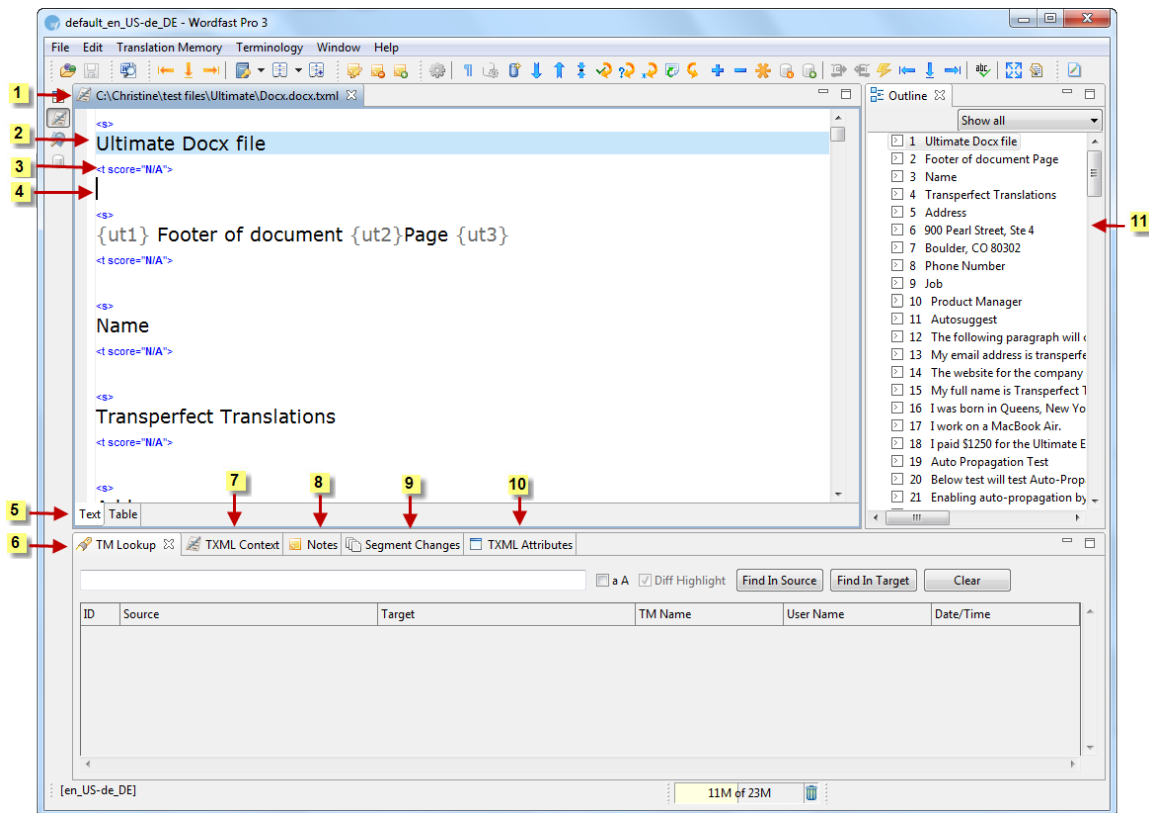 default_en_US-de_DE - Wordfast Pro 3
File Edit Translation Memory Terminology Window Help
1
C:\Christine\test files\Ultimate\Docx.docx.txml
Outline
Show all
<s>
2
Ultimate Docx file
3
<t score="N/A">
4
<s>
{ut1} Footer of document {ut2}Page {ut3}
<t score="N/A">
<s>
Name
<t score="N/A">
<s>
Transperfect Translations
<t score="N/A">
<s>
1 Ultimate Docx file
2 Footer of document Page
3 Name
4 Transperfect Translations
5 Address
6 900 Pearl Street, Ste 4
7 Boulder, CO 80302
8 Phone Number
9 Job
10 Product Manager
11 Autosuggest
12 The following paragraph will
13 My email address is transperfe
14 The website for the company
15 My full name is Transperfect T
16 I was born in Queens, New Yo
17 I work on a MacBook Air.
18 I paid $1250 for the Ultimate E
19 Auto Propagation Test
20 Below test will test Auto-Prop
21 Enabling auto-propagation by
11
7 8 9 10
5
Text Table
6
TM Lookup TXML Context Notes Segment Changes TXML Attributes
a A Diff Highlight Find In Source Find In Target Clear
ID Source Target TM Name User Name Date/Time
[en_US-de_DE]
11M of 23M